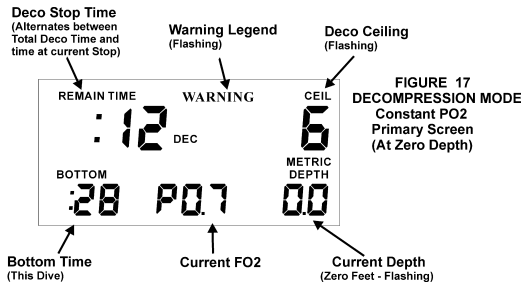 Deco Stop Time
(Alternates between
Total Deco Time and
time at current Stop)
Warning Legend
(Flashing)
Deco Ceiling
(Flashing)
FIGURE 17
DECOMPRESSION MODE
Constant PO2
Primary Screen
(At Zero Depth)
REMAIN TIME
WARNING
CEIL
:12 DEC
6
METRIC
DEPTH
BOTTOM
:28
P0.7
0.0
Bottom Time
(This Dive)
Current FO2
Current Depth
(Zero Feet - Flashing)